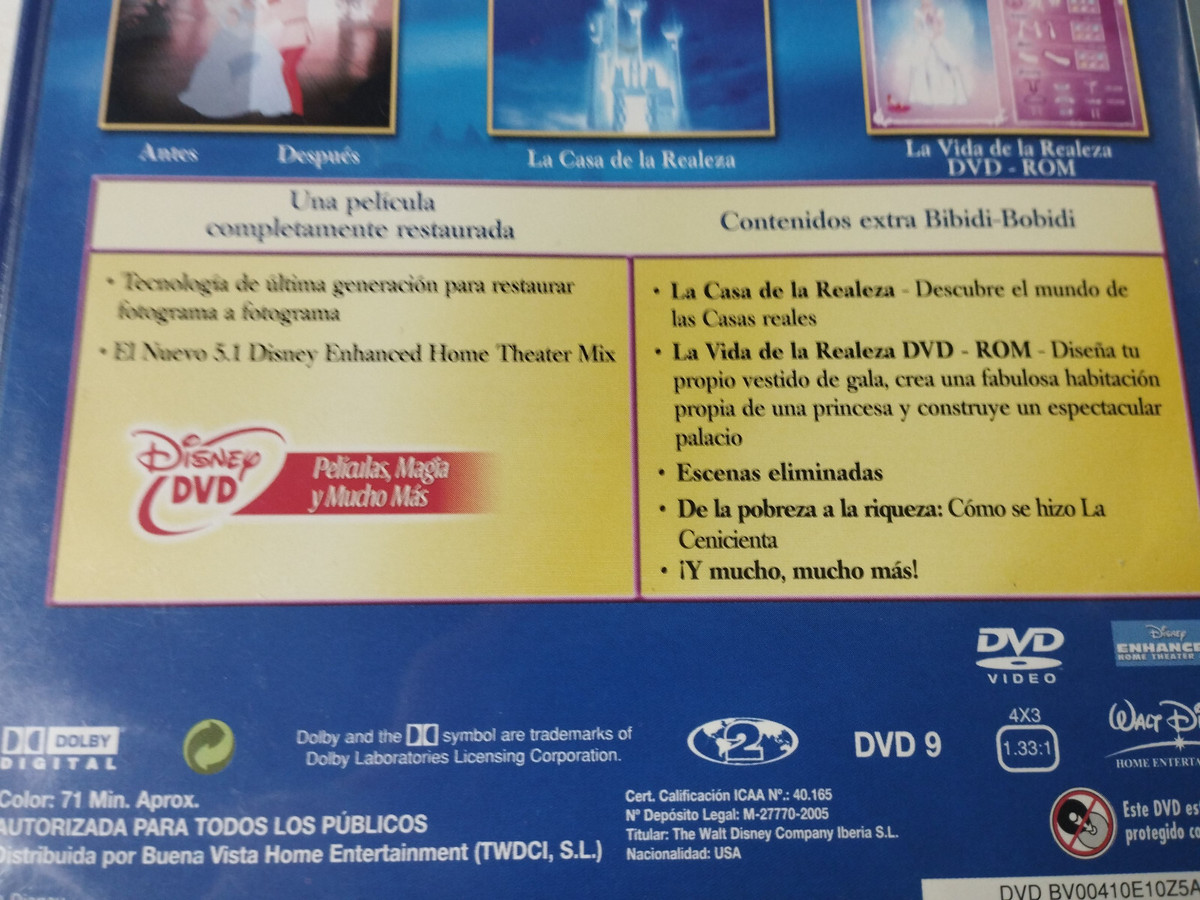 Antes
Después
La Casa de la Realeza
La Vida de la Realeza
DVD - ROM
Una película
completamente restaurada
• Tecnología de última generación para restaurar
fotograma a fotograma
• El Nuevo 5.1 Disney Enhanced Home Theater Mix
Disney
DVD
Películas, Magia
y Mucho Más
Contenidos extra Bibidi-Bobidi
• La Casa de la Realeza - Descubre el mundo de
las Casas reales
• La Vida de la Realeza DVD - ROM - Diseña tu
propio vestido de gala, crea una fabulosa habitación
propia de una princesa y construye un espectacular
palacio
• Escenas eliminadas
• De la pobreza a la riqueza: Cómo se hizo La
Cenicienta
• ¡Y mucho, mucho más!
DVD
VIDEO
Disney
ENHANCE
HOME THEATER
DOLBY
DIGITAL
Dolby and the DD symbol are trademarks of
Dolby Laboratories Licensing Corporation.
2
DVD 9
4X3
1.33:1
WALT DIS
HOME ENTERTA
Color: 71 Min. Aprox.
AUTORIZADA PARA TODOS LOS PÚBLICOS
Distribuida por Buena Vista Home Entertainment (TWDCI, S.L.)
Cert. Calificación ICAA Nº.: 40.165
Nº Depósito Legal: M-27770-2005
Titular: The Walt Disney Company Iberia S.L.
Nacionalidad: USA
Este DVD est
protegido co
Disney
DVD BV00410E10Z5A